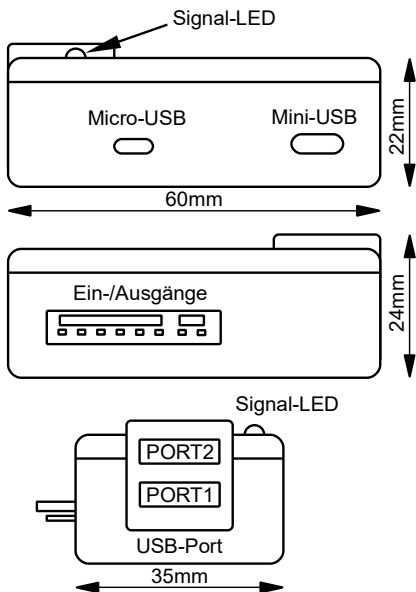 Signal-LED
Micro-USB
Mini-USB
22mm
60mm
Ein-/Ausgänge
24mm
Signal-LED
PORT2
PORT1
USB-Port
35mm